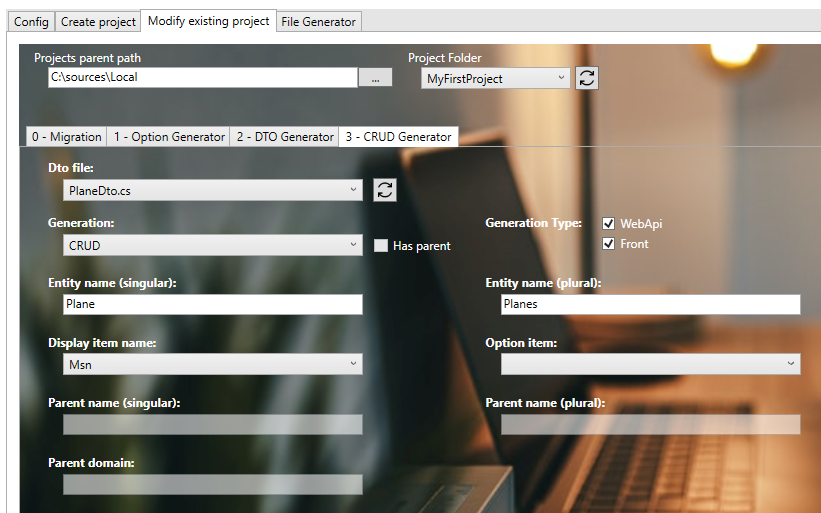 Config Create project Modify existing project File Generator
Projects parent path Project Folder
C:\sources\Local ... MyFirstProject
0 - Migration 1 - Option Generator 2 - DTO Generator 3 - CRUD Generator
Dto file:
PlaneDto.cs
Generation: Generation Type: WebApi
CRUD Has parent Front
Entity name (singular): Entity name (plural):
Plane Planes
Display item name: Option item:
Msn
Parent name (singular): Parent name (plural):
Parent domain: